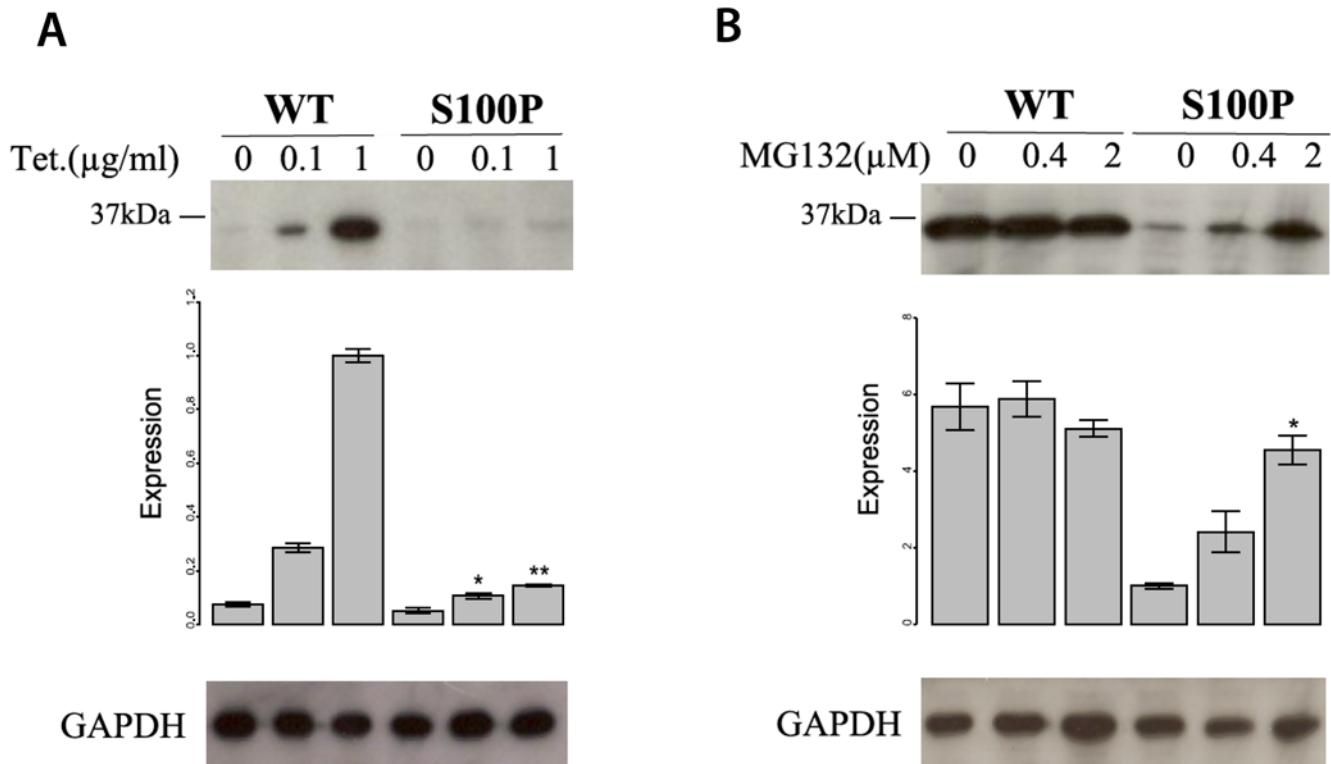 A
WT S100P
Tet.(µg/ml) 0 0.1 1 0 0.1 1
37kDa
1.2
1.0
0.8
0.6
0.4
0.2
0.0
Expression
* **
GAPDH
B
WT S100P
MG132(µM) 0 0.4 2 0 0.4 2
37kDa
8
6
4
2
0
Expression
*
GAPDH